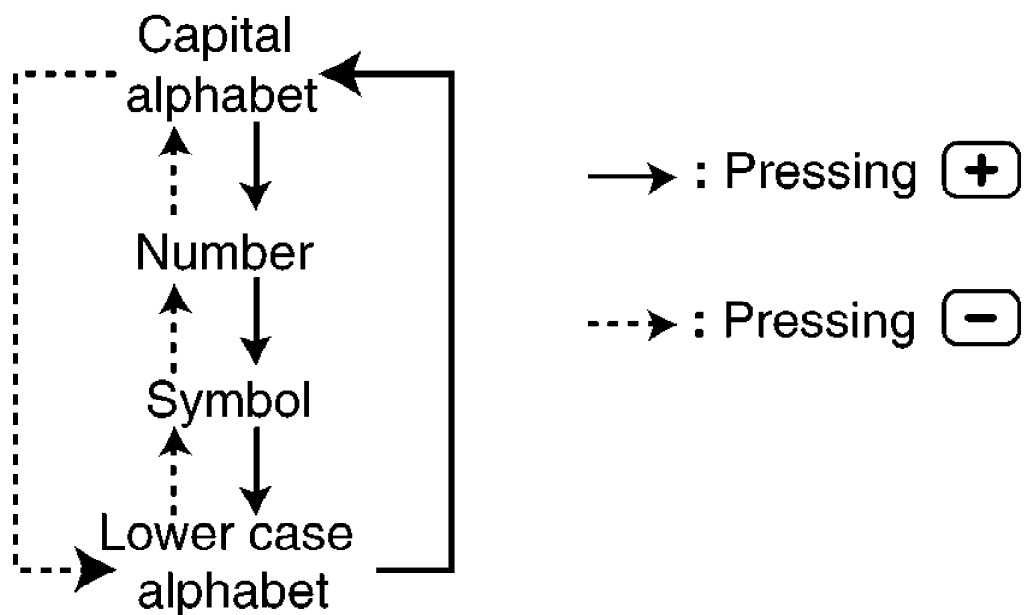 Capital
alphabet
Number
Symbol
Lower case
alphabet
: Pressing +
: Pressing −